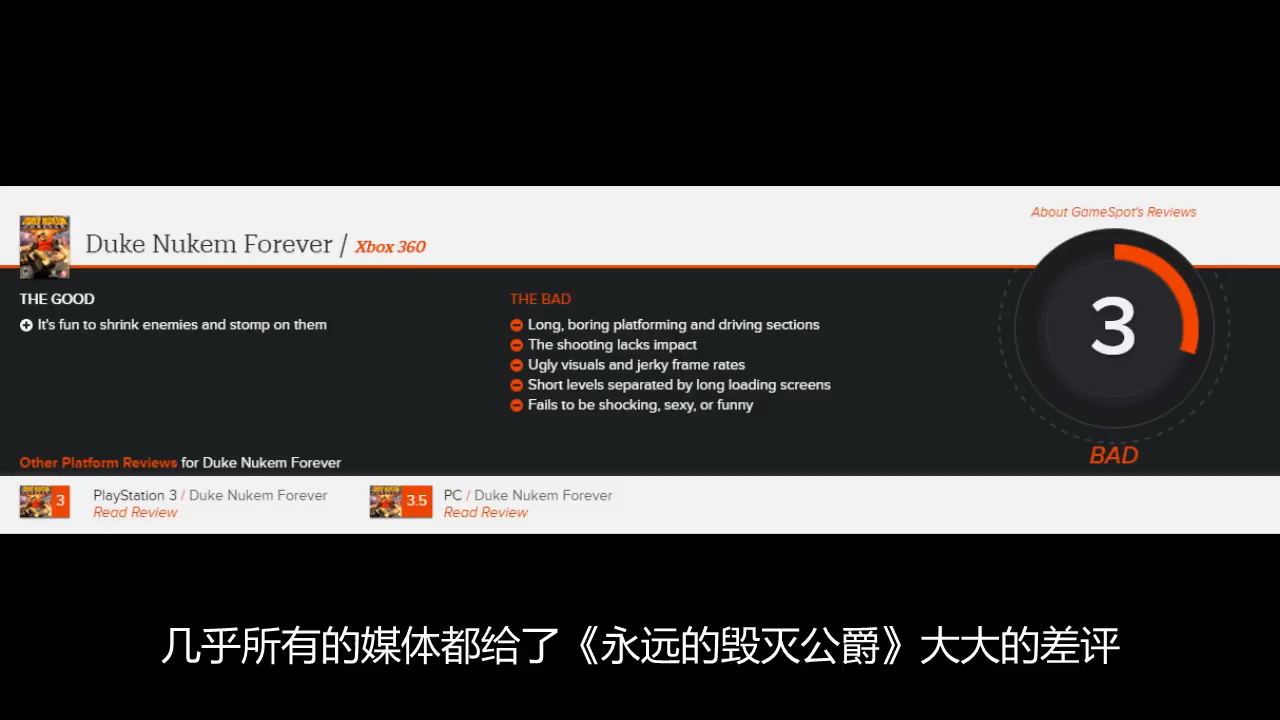 About GameSpot's Reviews
Duke Nukem Forever / Xbox 360
THE GOOD
It's fun to shrink enemies and stomp on them
THE BAD
Long, boring platforming and driving sections
The shooting lacks impact
Ugly visuals and jerky frame rates
Short levels separated by long loading screens
Fails to be shocking, sexy, or funny
3
BAD
Other Platform Reviews for Duke Nukem Forever
3
PlayStation 3 / Duke Nukem Forever
Read Review
3.5
PC / Duke Nukem Forever
Read Review
几乎所有的媒体都给了《永远的毁灭公爵》大大的差评